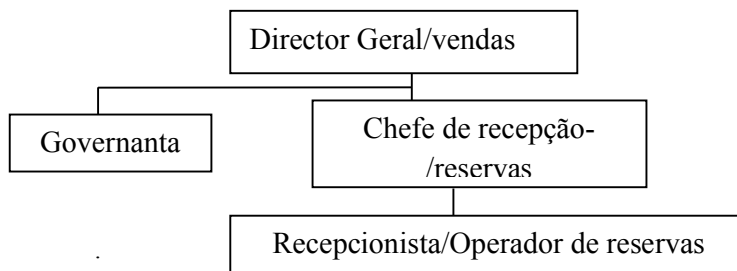 Director Geral/vendas
Governanta
Chefe de recepção-
/reservas
Recepcionista/Operador de reservas
.